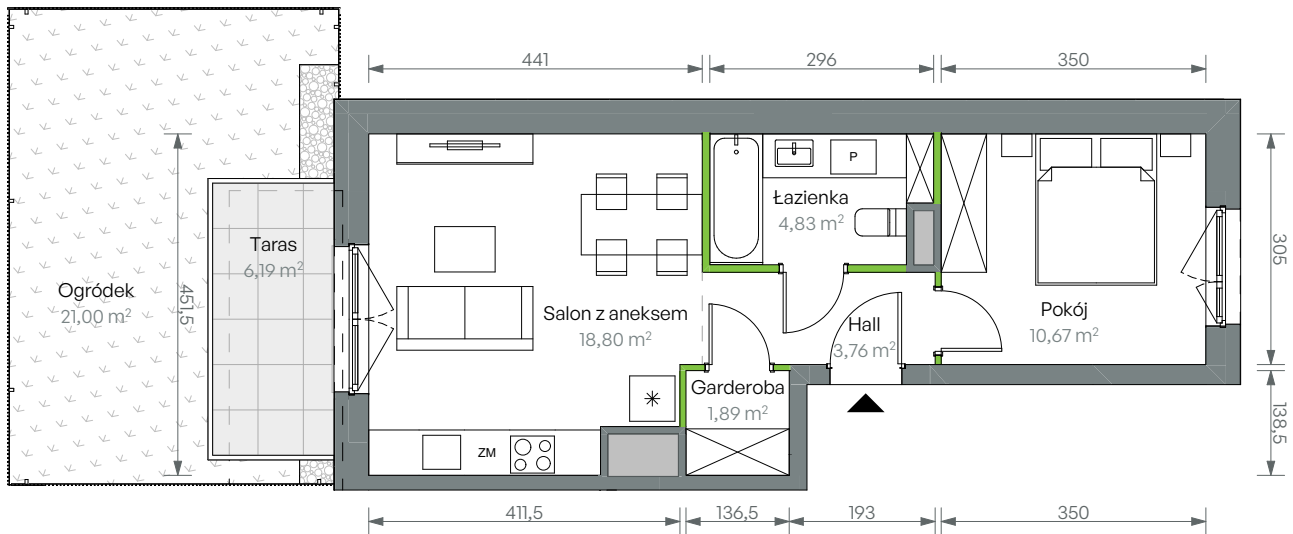 441
296
350
Łazienka
4,83 m²
P
Taras
6,19 m²
Ogródek
21,00 m²
451,5
Salon z aneksem
18,80 m²
Hall
3,76 m²
Pokój
10,67 m²
305
Garderoba
1,89 m²
138,5
ZM
411,5
136,5
193
350